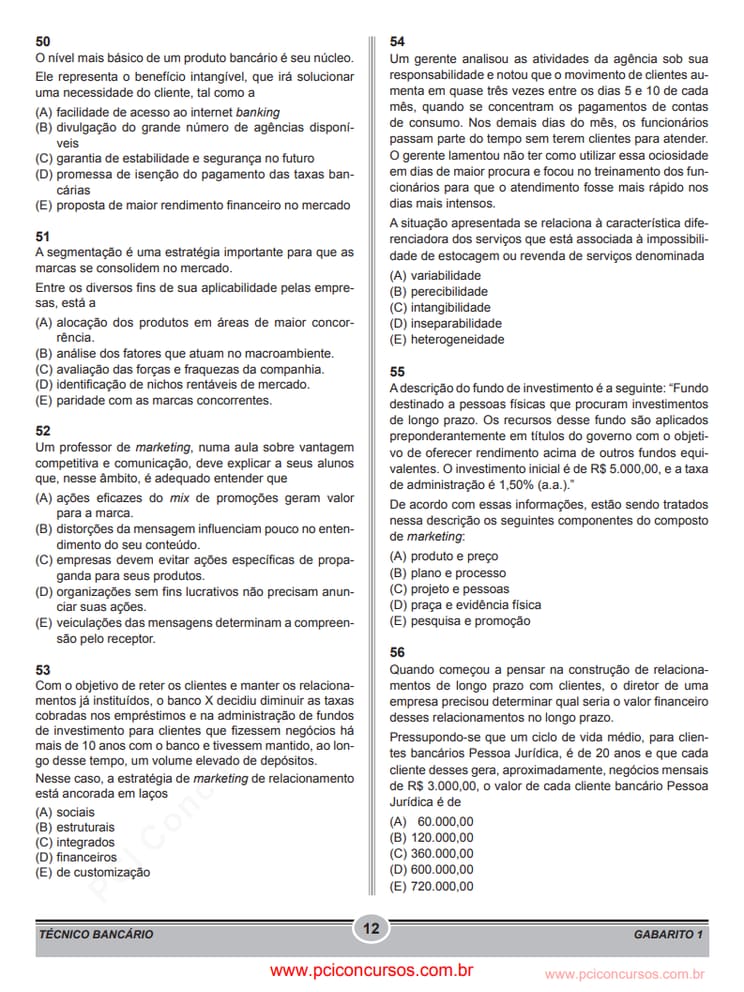 50
O nível mais básico de um produto bancário é seu núcleo.
Ele representa o benefício intangível, que irá solucionar
uma necessidade do cliente, tal como a
(A) facilidade de acesso ao internet banking
(B) divulgação do grande número de agências disponí-
veis
(C) garantia de estabilidade e segurança no futuro
(D) promessa de isenção do pagamento das taxas ban-
cárias
(E) proposta de maior rendimento financeiro no mercado
51
A segmentação é uma estratégia importante para que as
marcas se consolidem no mercado.
Entre os diversos fins de sua aplicabilidade pelas empre-
sas, está a
(A) alocação dos produtos em áreas de maior concor-
rência.
(B) análise dos fatores que atuam no macroambiente.
(C) avaliação das forças e fraquezas da companhia.
(D) identificação de nichos rentáveis de mercado.
(E) paridade com as marcas concorrentes.
52
Um professor de marketing, numa aula sobre vantagem
competitiva e comunicação, deve explicar a seus alunos
que, nesse âmbito, é adequado entender que
(A) ações eficazes do mix de promoções geram valor
para a marca.
(B) distorções da mensagem influenciam pouco no enten-
dimento do seu conteúdo.
(C) empresas devem evitar ações específicas de propa-
ganda para seus produtos.
(D) organizações sem fins lucrativos não precisam anun-
ciar suas ações.
(E) veiculações das mensagens determinam a compreen-
são pelo receptor.
53
Com o objetivo de reter os clientes e manter os relaciona-
mentos já instituídos, o banco X decidiu diminuir as taxas
cobradas nos empréstimos e na administração de fundos
de investimento para clientes que fizessem negócios há
mais de 10 anos com o banco e tivessem mantido, ao lon-
go desse tempo, um volume elevado de depósitos.
Nesse caso, a estratégia de marketing de relacionamento
está ancorada em laços
(A) sociais
(B) estruturais
(C) integrados
(D) financeiros
(E) de customização
54
Um gerente analisou as atividades da agência sob sua
responsabilidade e notou que o movimento de clientes au-
menta em quase três vezes entre os dias 5 e 10 de cada
mês, quando se concentram os pagamentos de contas
de consumo. Nos demais dias do mês, os funcionários
passam parte do tempo sem terem clientes para atender.
O gerente lamentou não ter como utilizar essa ociosidade
em dias de maior procura e focou no treinamento dos fun-
cionários para que o atendimento fosse mais rápido nos
dias mais intensos.
A situação apresentada se relaciona à característica dife-
renciadora dos serviços que está associada à impossibili-
dade de estocagem ou revenda de serviços denominada
(A) variabilidade
(B) perecibilidade
(C) intangibilidade
(D) inseparabilidade
(E) heterogeneidade
55
A descrição do fundo de investimento é a seguinte: “Fundo
destinado a pessoas físicas que procuram investimentos
de longo prazo. Os recursos desse fundo são aplicados
preponderantemente em títulos do governo com o objeti-
vo de oferecer rendimento acima de outros fundos equi-
valentes. O investimento inicial é de R$ 5.000,00, e a taxa
de administração é 1,50% (a.a.).”
De acordo com essas informações, estão sendo tratados
nessa descrição os seguintes componentes do composto
de marketing:
(A) produto e preço
(B) plano e processo
(C) projeto e pessoas
(D) praça e evidência física
(E) pesquisa e promoção
56
Quando começou a pensar na construção de relaciona-
mentos de longo prazo com clientes, o diretor de uma
empresa precisou determinar qual seria o valor financeiro
desses relacionamentos no longo prazo.
Pressupondo-se que um ciclo de vida médio, para clien-
tes bancários Pessoa Jurídica, é de 20 anos e que cada
cliente desses gera, aproximadamente, negócios mensais
de R$ 3.000,00, o valor de cada cliente bancário Pessoa
Jurídica é de
(A) 60.000,00
(B) 120.000,00
(C) 360.000,00
(D) 600.000,00
(E) 720.000,00
TÉCNICO BANCÁRIO
12
GABARITO 1
www.pciconcursos.com.br
www.pciconcursos.com.br